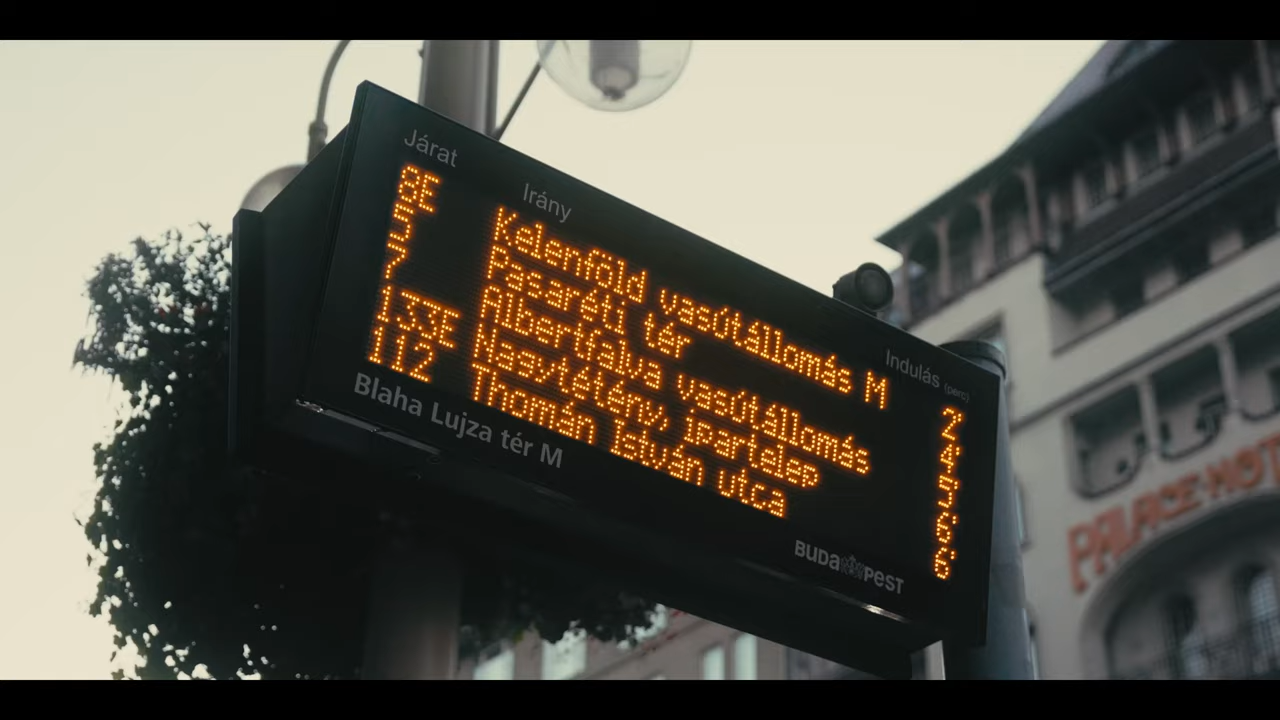 Járat Irány Indulás (perc)
8E Kelenföld vasútállomás M 2'
5 Pasaréti tér 4'
7 Albertfalva vasútállomás 5'
133E Nagytétény, ipartelep 6'
112 Thomán István utca 6'
Blaha Lujza tér M
BUDAPEST
PALACE·HOT